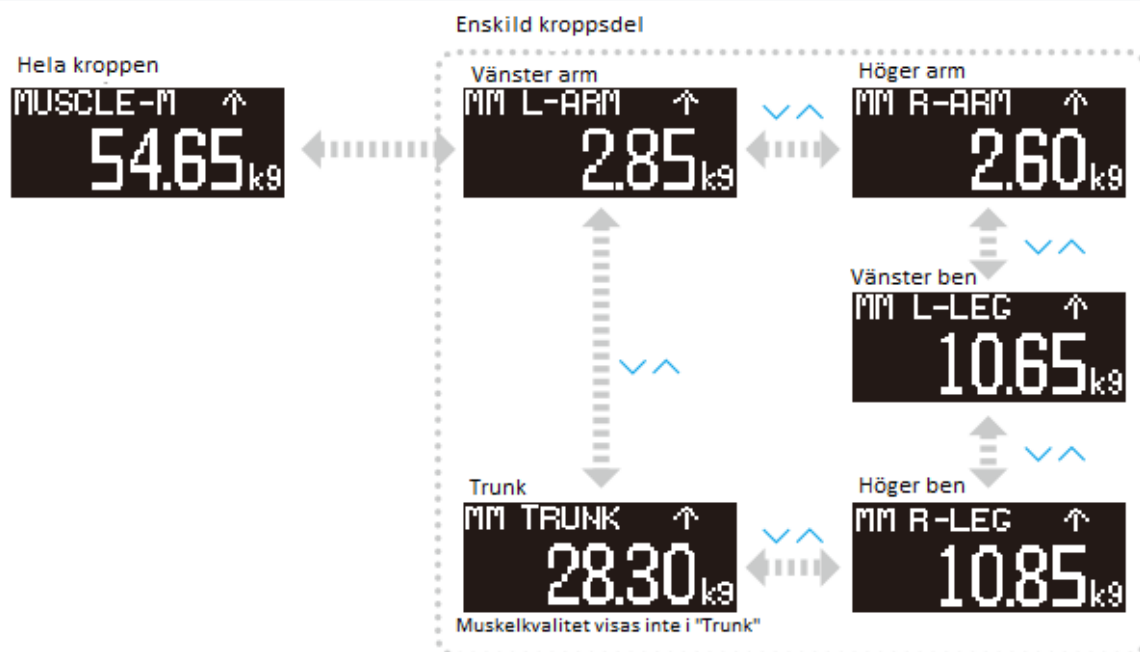 Enskild kroppsdel
Hela kroppen
MUSCLE-M ↑
54.65kg
Vänster arm
MM L-ARM ↑
2.85kg
Höger arm
MM R-ARM ↑
2.60kg
Vänster ben
MM L-LEG ↑
10.65kg
Trunk
MM TRUNK ↑
28.30kg
Muskelkvalitet visas inte i "Trunk"
Höger ben
MM R-LEG ↑
10.85kg